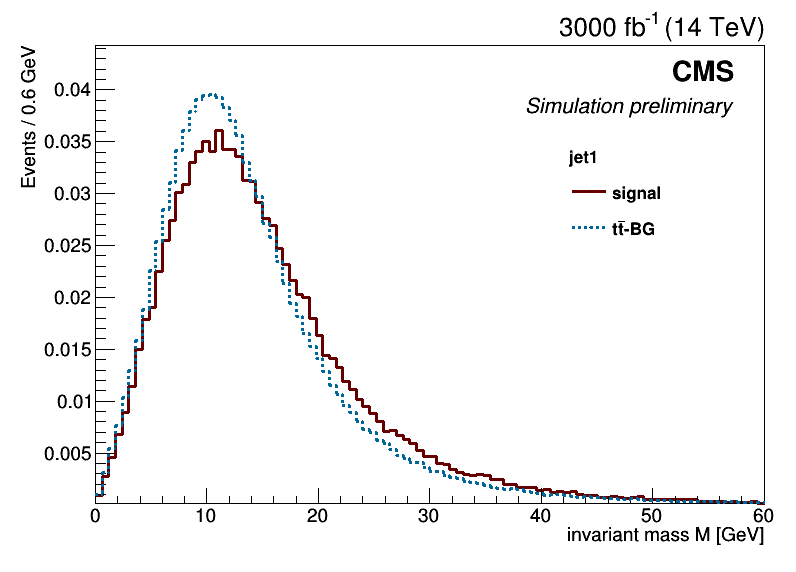 3000 fb⁻¹ (14 TeV)
CMS
Simulation preliminary
jet1
signal
tt̄-BG
Events / 0.6 GeV
0.04
0.035
0.03
0.025
0.02
0.015
0.01
0.005
0 10 20 30 40 50 60
invariant mass M [GeV]